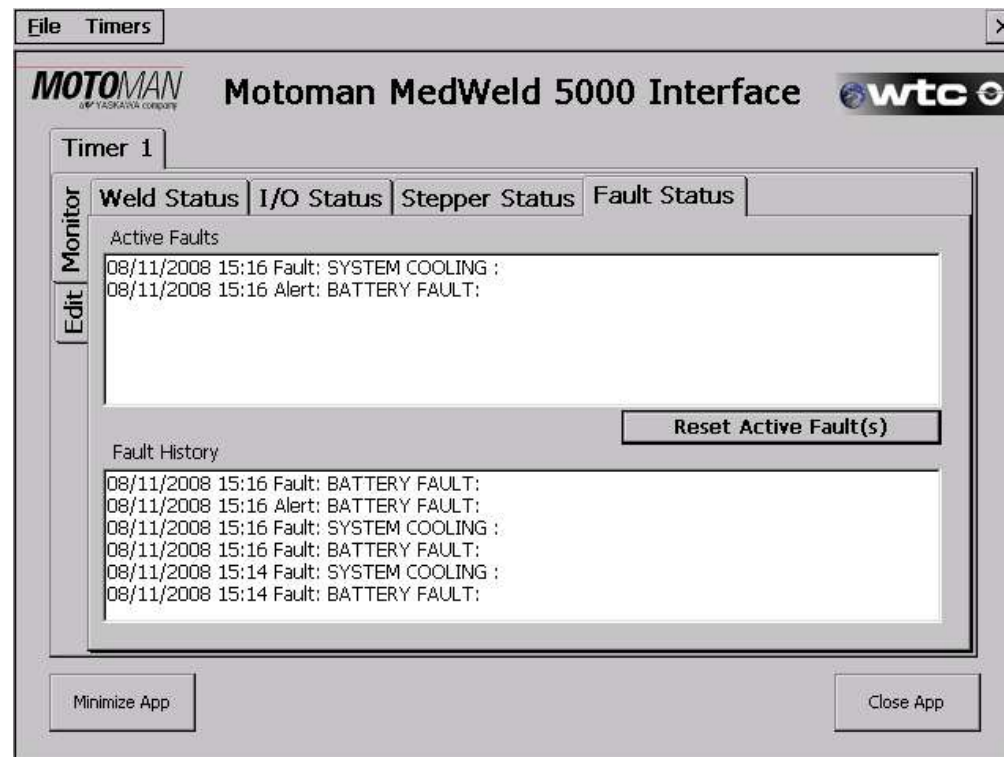 File Timers
MOTOMAN
A YASKAWA company
Motoman MedWeld 5000 Interface
wtc
Timer 1
Monitor
Edit
Weld Status I/O Status Stepper Status Fault Status
Active Faults
08/11/2008 15:16 Fault: SYSTEM COOLING :
08/11/2008 15:16 Alert: BATTERY FAULT:
Reset Active Fault(s)
Fault History
08/11/2008 15:16 Fault: BATTERY FAULT:
08/11/2008 15:16 Alert: BATTERY FAULT:
08/11/2008 15:16 Fault: SYSTEM COOLING :
08/11/2008 15:16 Fault: BATTERY FAULT:
08/11/2008 15:14 Fault: SYSTEM COOLING :
08/11/2008 15:14 Fault: BATTERY FAULT:
Minimize App
Close App